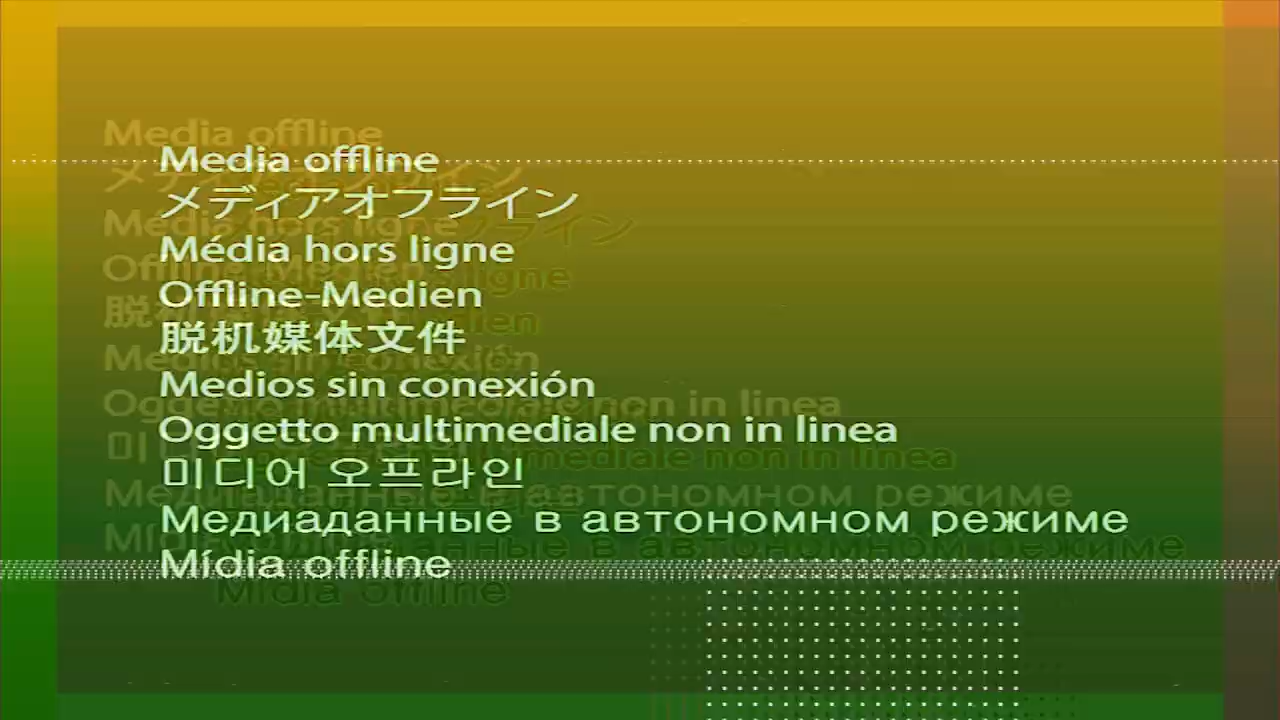 Media offline
メディアオフライン
Média hors ligne
Offline-Medien
脱机媒体文件
Medios sin conexión
Oggetto multimediale non in linea
미디어 오프라인
Медиаданные в автономном режиме
Mídia offline